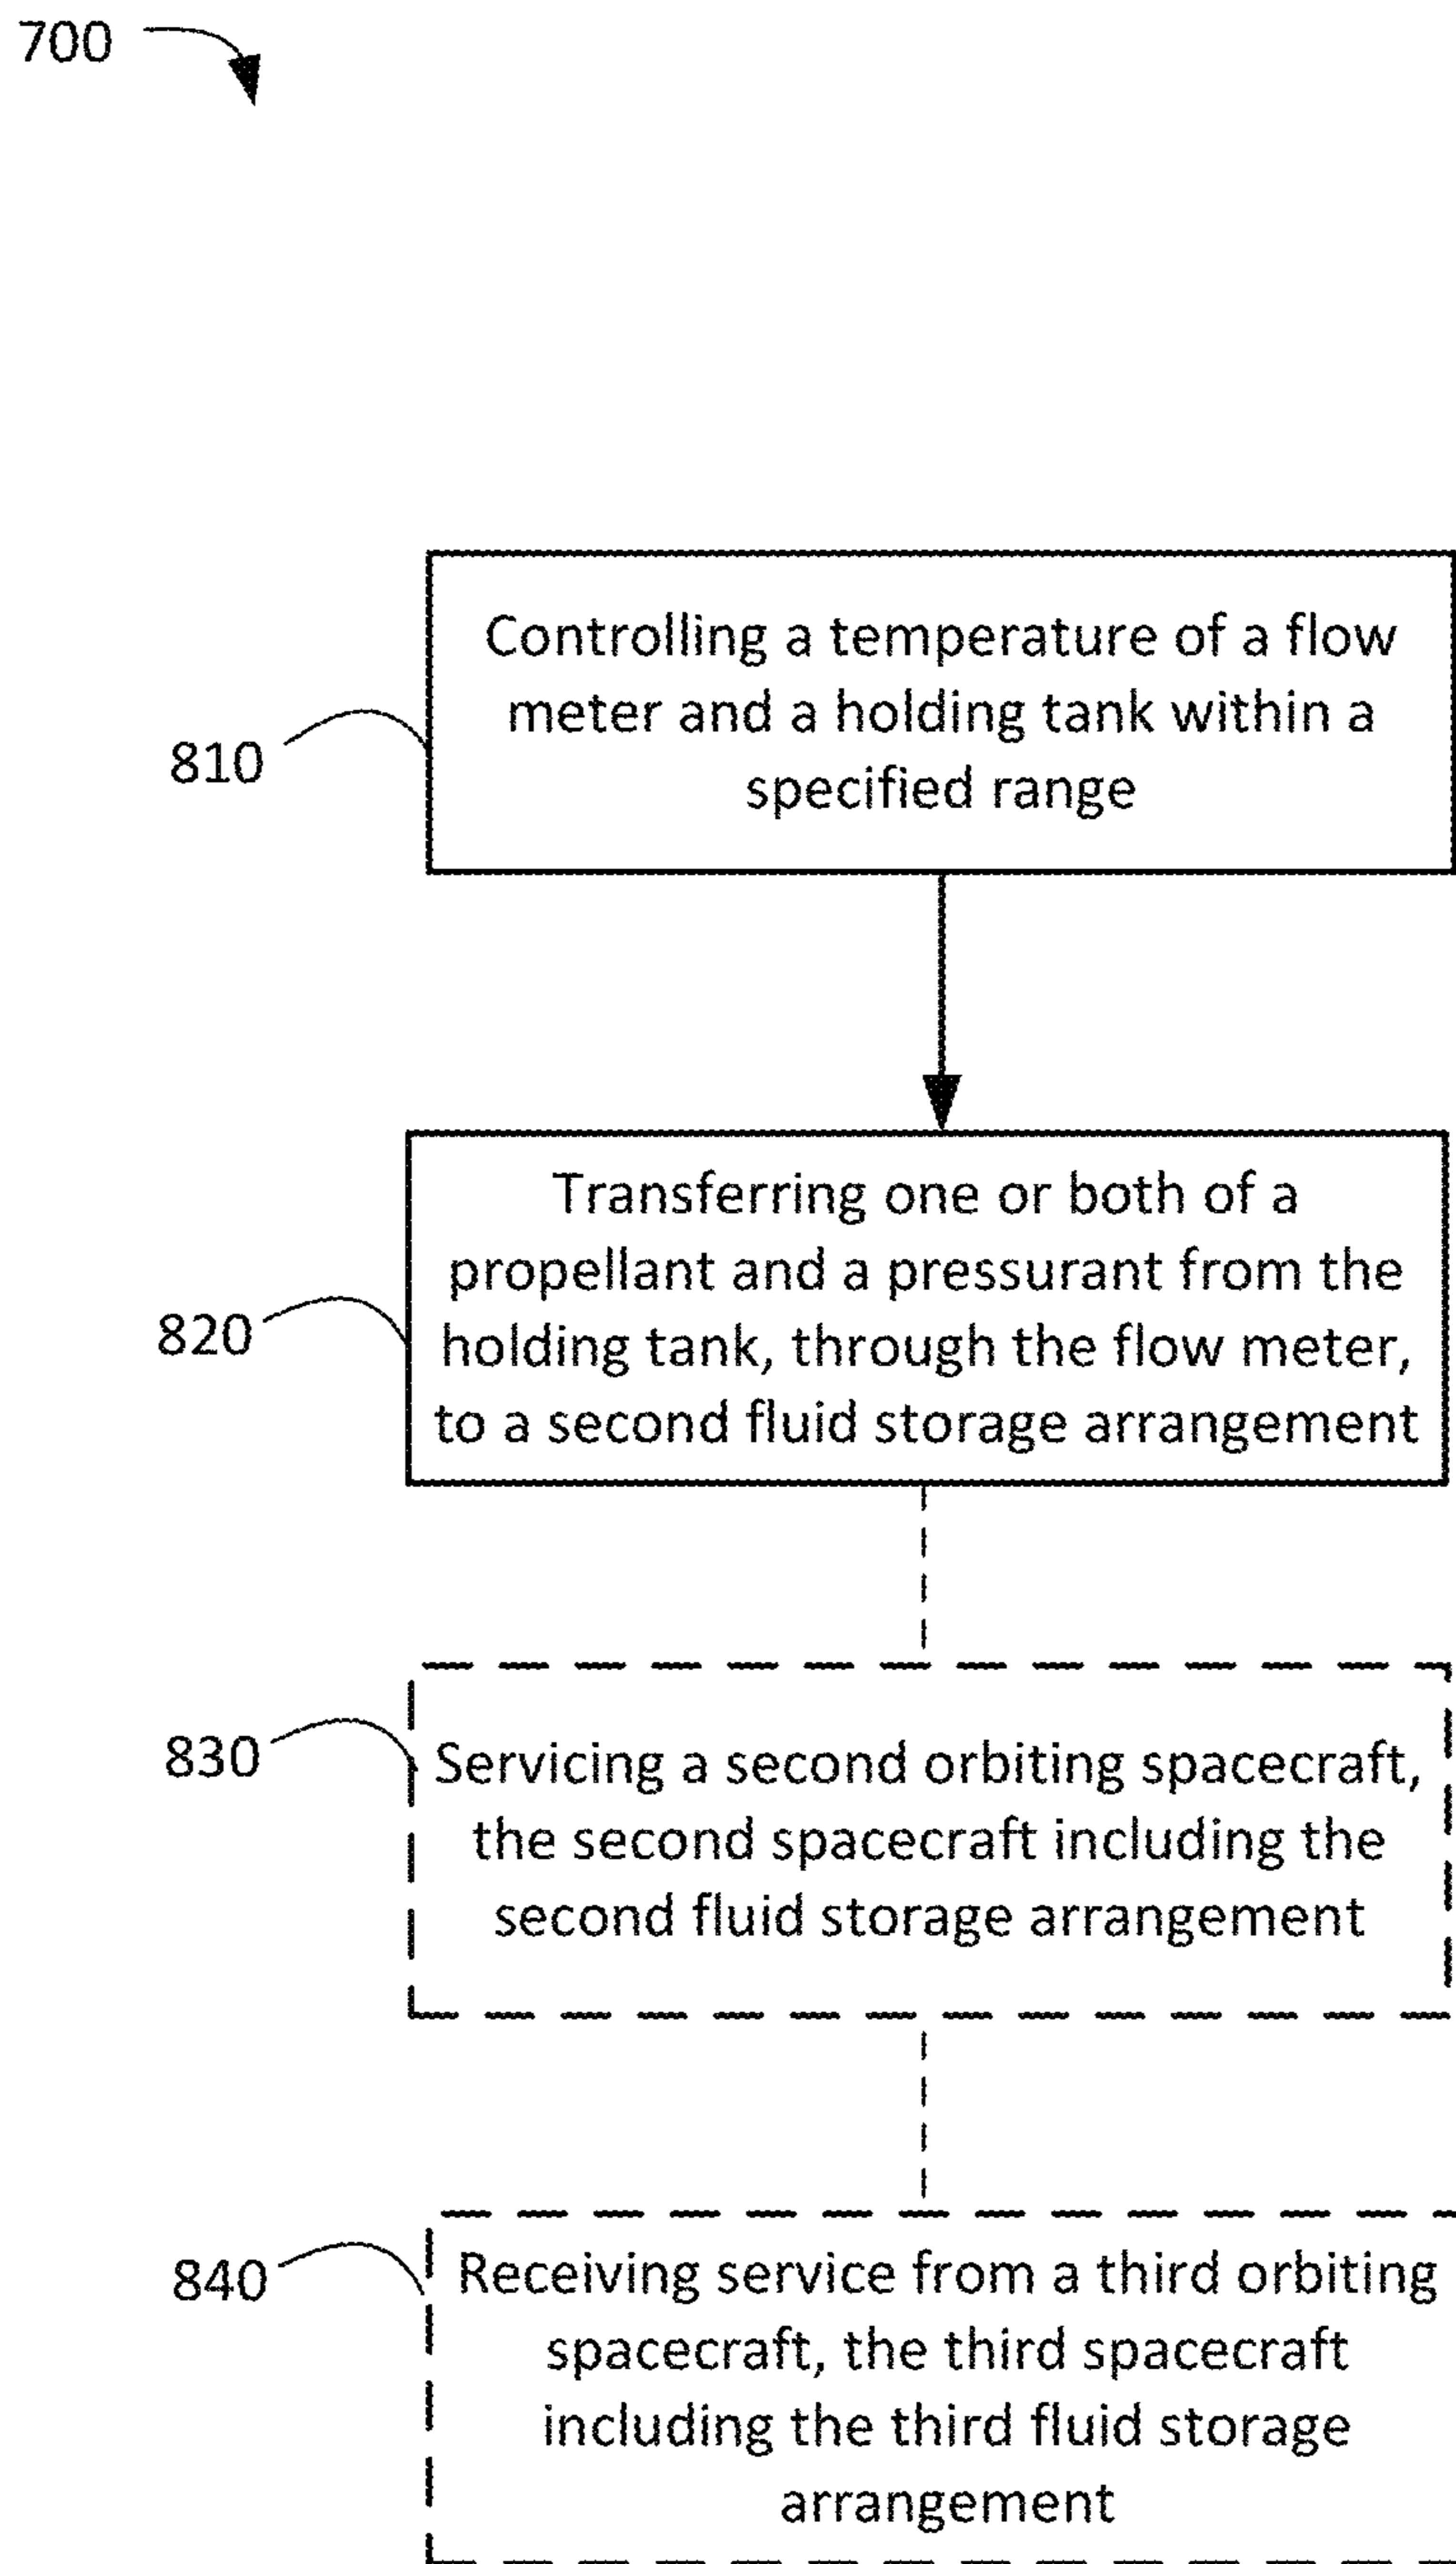 700
810
Controlling a temperature of a flow
meter and a holding tank within a
specified range
820
Transferring one or both of a
propellant and a pressurant from the
holding tank, through the flow meter,
to a second fluid storage arrangement
830
Servicing a second orbiting spacecraft,
the second spacecraft including the
second fluid storage arrangement
840
Receiving service from a third orbiting
spacecraft, the third spacecraft
including the third fluid storage
arrangement